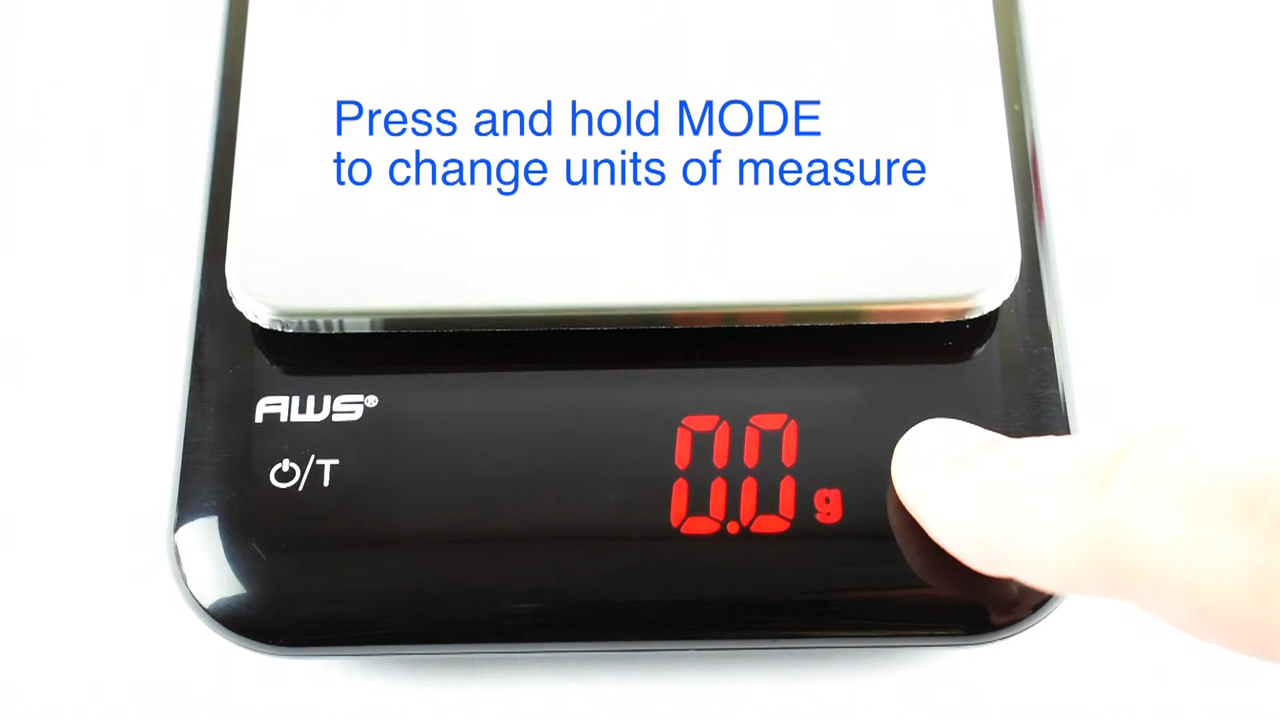 Press and hold MODE
to change units of measure
AWS®
⏻/T
0.0 g